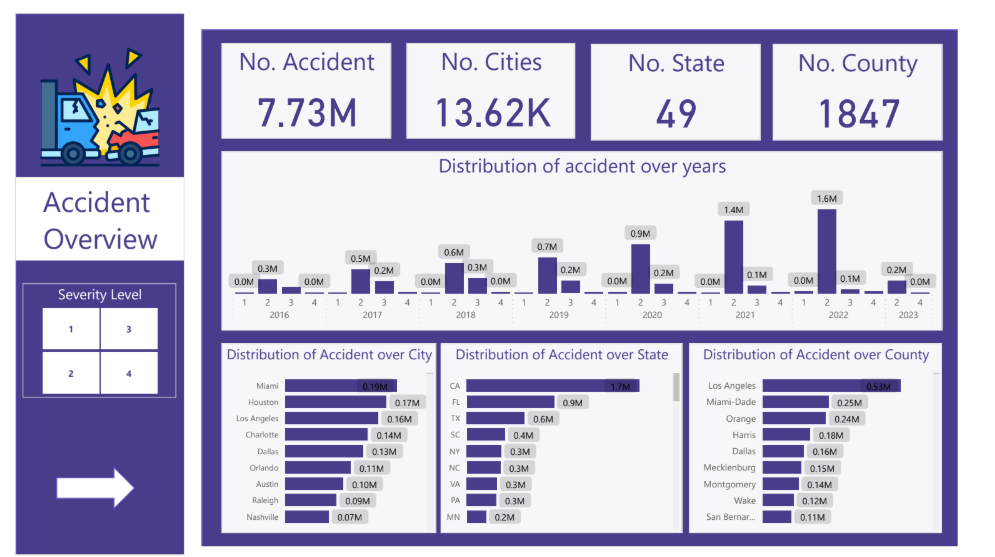 Accident
Overview
Severity Level
1 3
2 4
No. Accident
7.73M
No. Cities
13.62K
No. State
49
No. County
1847
Distribution of accident over years
0.0M 0.3M 0.0M 0.5M 0.2M 0.0M 0.6M 0.3M 0.0M 0.7M 0.2M 0.0M 0.9M 0.2M 0.0M 1.4M 0.1M 0.0M 1.6M 0.1M 0.2M 0.0M
1 2 3 4 1 2 3 4 1 2 3 4 1 2 3 4 1 2 3 4 1 2 3 4 1 2 3 4 2 4
2016 2017 2018 2019 2020 2021 2022 2023
Distribution of Accident over City
Miami 0.19M
Houston 0.17M
Los Angeles 0.16M
Charlotte 0.14M
Dallas 0.13M
Orlando 0.11M
Austin 0.10M
Raleigh 0.09M
Nashville 0.07M
Distribution of Accident over State
CA 1.7M
FL 0.9M
TX 0.6M
SC 0.4M
NY 0.3M
NC 0.3M
VA 0.3M
PA 0.3M
MN 0.2M
Distribution of Accident over County
Los Angeles 0.53M
Miami-Dade 0.25M
Orange 0.24M
Harris 0.18M
Dallas 0.16M
Mecklenburg 0.15M
Montgomery 0.14M
Wake 0.12M
San Bernar... 0.11M